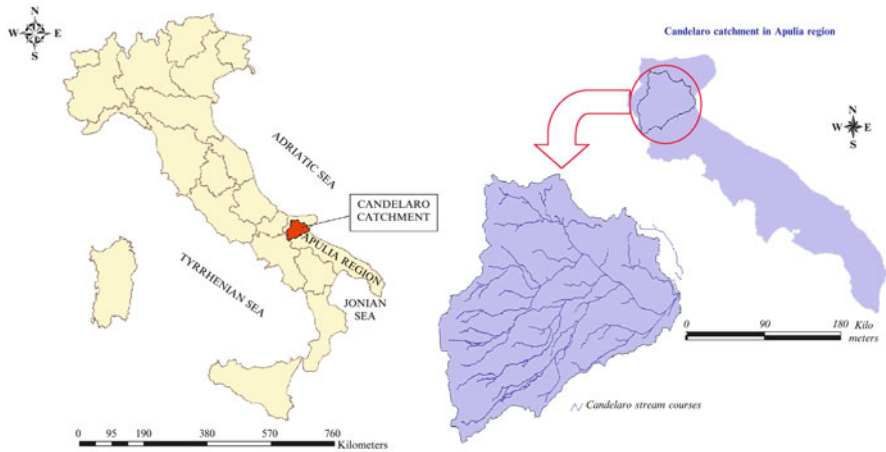 N
W E
S
ADRIATIC SEA
CANDELARO
CATCHMENT
APULIA REGION
TYRRHENIAN SEA
JONIAN
SEA
0 95 190 380 570 760
Kilometers
Candelaro catchment in Apulia region
N
W E
S
0 90 180 Kilo
meters
Candelaro stream courses